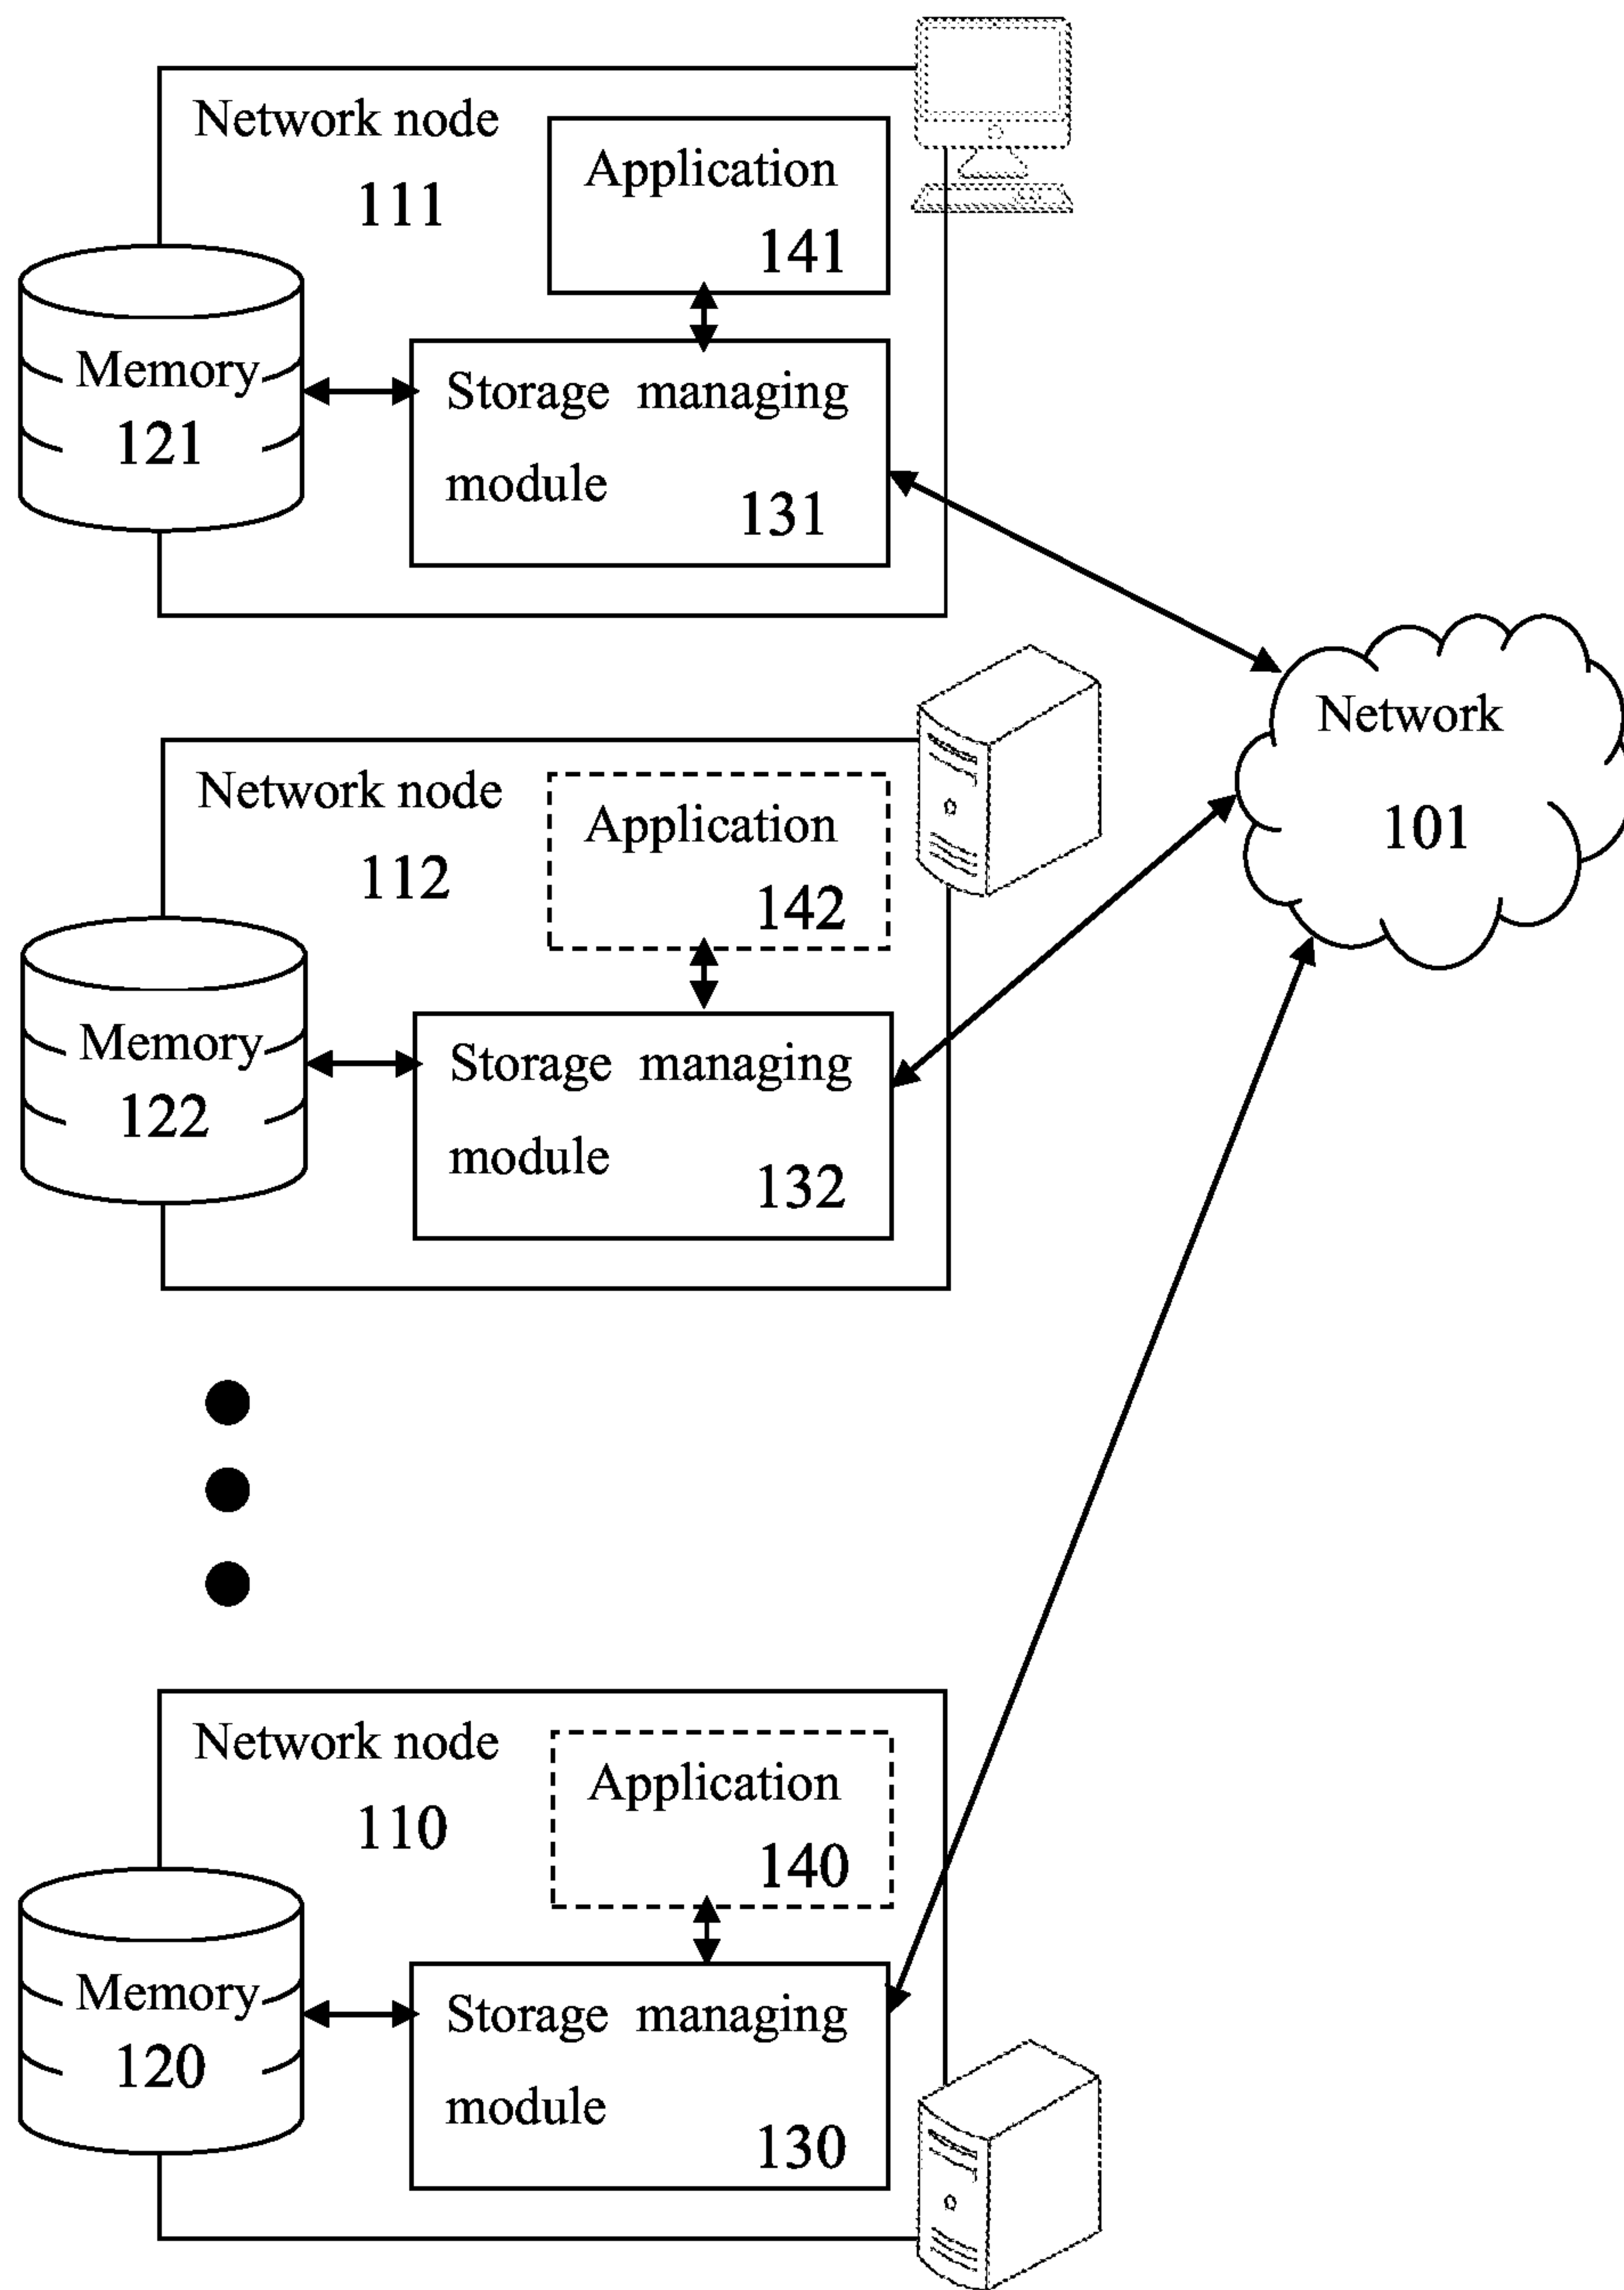 Network node
111
Application
141
Memory
121
Storage managing
module
131
Network
101
Network node
112
Application
142
Memory
122
Storage managing
module
132
Network node
110
Application
140
Memory
120
Storage managing
module
130